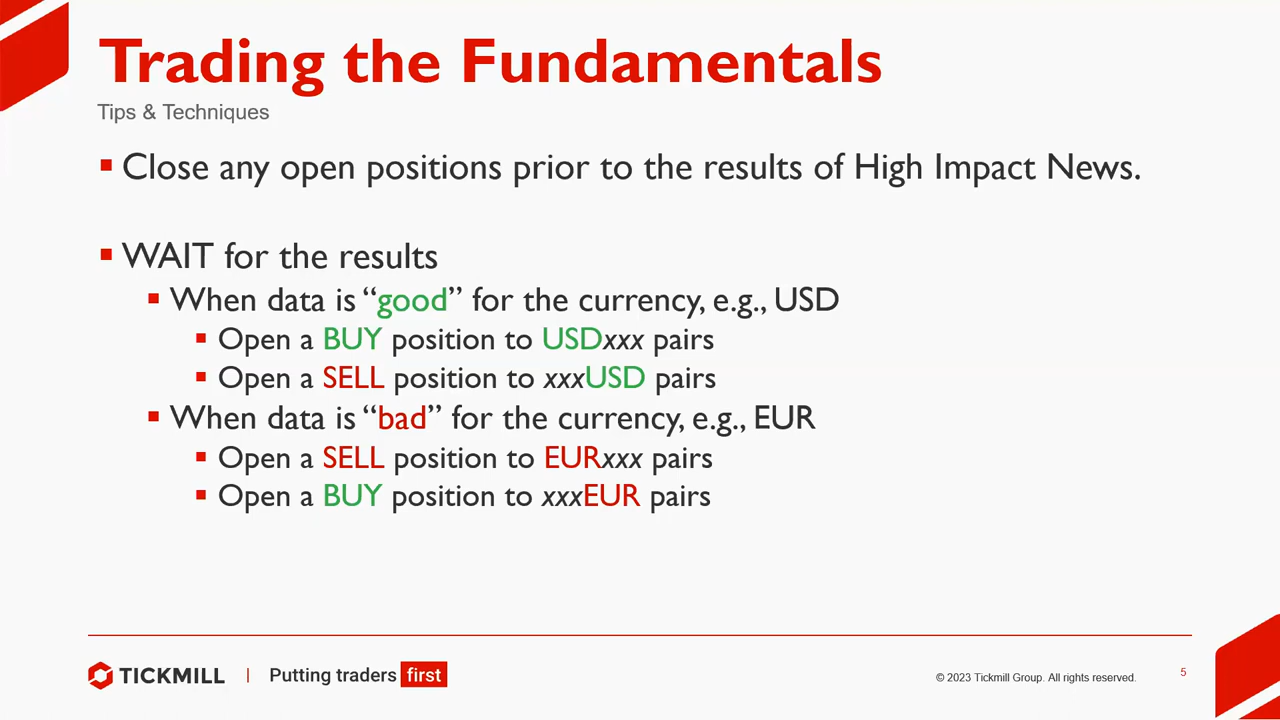 Trading the Fundamentals
Tips & Techniques
▪ Close any open positions prior to the results of High Impact News.
▪ WAIT for the results
▪ When data is “good” for the currency, e.g., USD
▪ Open a BUY position to USDxxx pairs
▪ Open a SELL position to xxxUSD pairs
▪ When data is “bad” for the currency, e.g., EUR
▪ Open a SELL position to EURxxx pairs
▪ Open a BUY position to xxxEUR pairs
TICKMILL | Putting traders first
© 2023 Tickmill Group. All rights reserved.
5